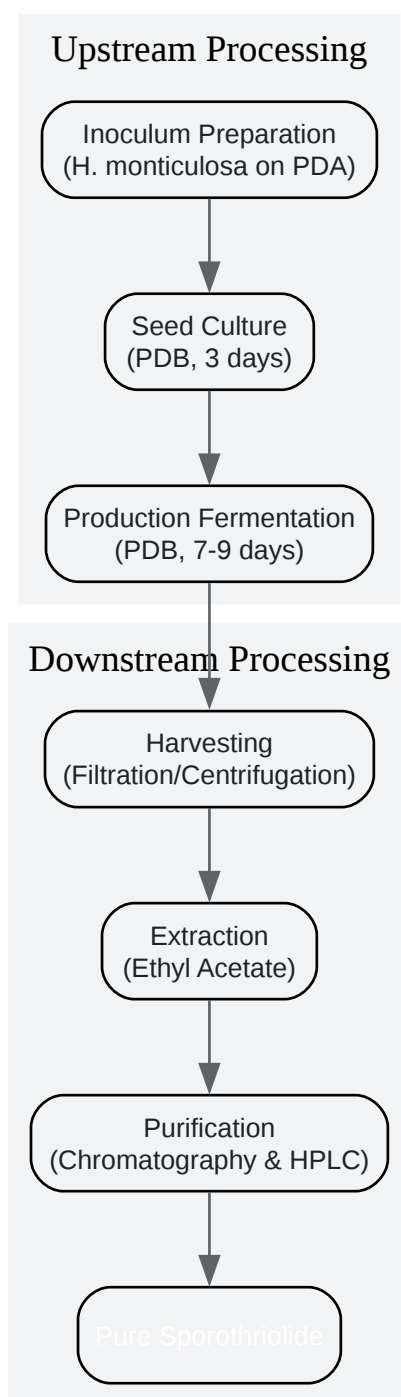 Upstream Processing
Inoculum Preparation
(H. monticulosa on PDA)
Seed Culture
(PDB, 3 days)
Production Fermentation
(PDB, 7-9 days)
Downstream Processing
Harvesting
(Filtration/Centrifugation)
Extraction
(Ethyl Acetate)
Purification
(Chromatography & HPLC)
Pure Sporothriolide